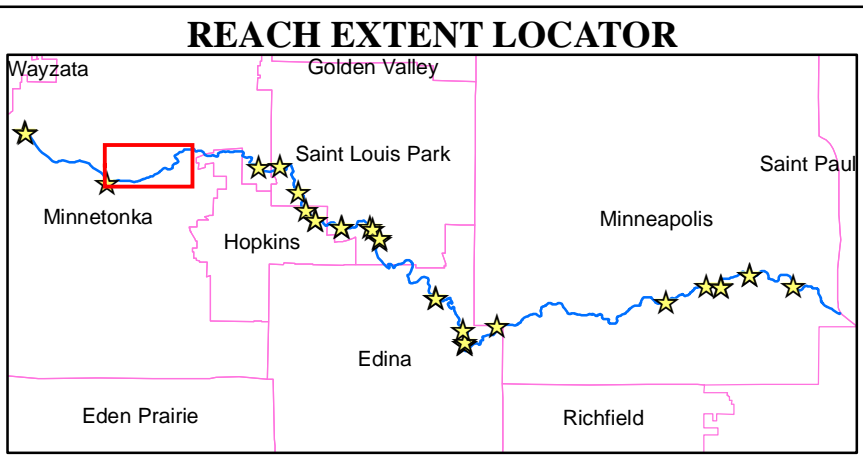 REACH EXTENT LOCATOR
Wayzata
Golden Valley
Saint Louis Park
Saint Paul
Minnetonka
Minneapolis
Hopkins
Edina
Eden Prairie
Richfield